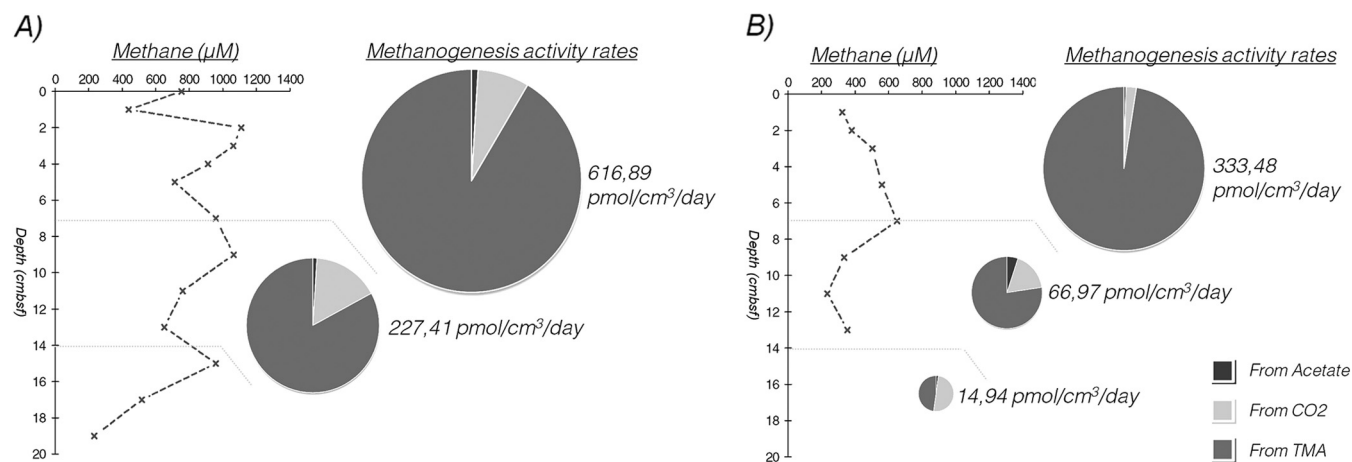 A)
Methane (µM)
Methanogenesis activity rates
0 200 400 600 800 1000 1200 1400
0
2
4
6
8
10
12
14
16
18
20
Depth (cmbsf)
616,89
pmol/cm³/day
227,41 pmol/cm³/day
B)
Methane (µM)
Methanogenesis activity rates
0 200 400 600 800 1000 1200 1400
0
2
4
6
8
10
12
14
16
18
20
Depth (cmbsf)
333,48
pmol/cm³/day
66,97 pmol/cm³/day
14,94 pmol/cm³/day
From Acetate
From CO2
From TMA